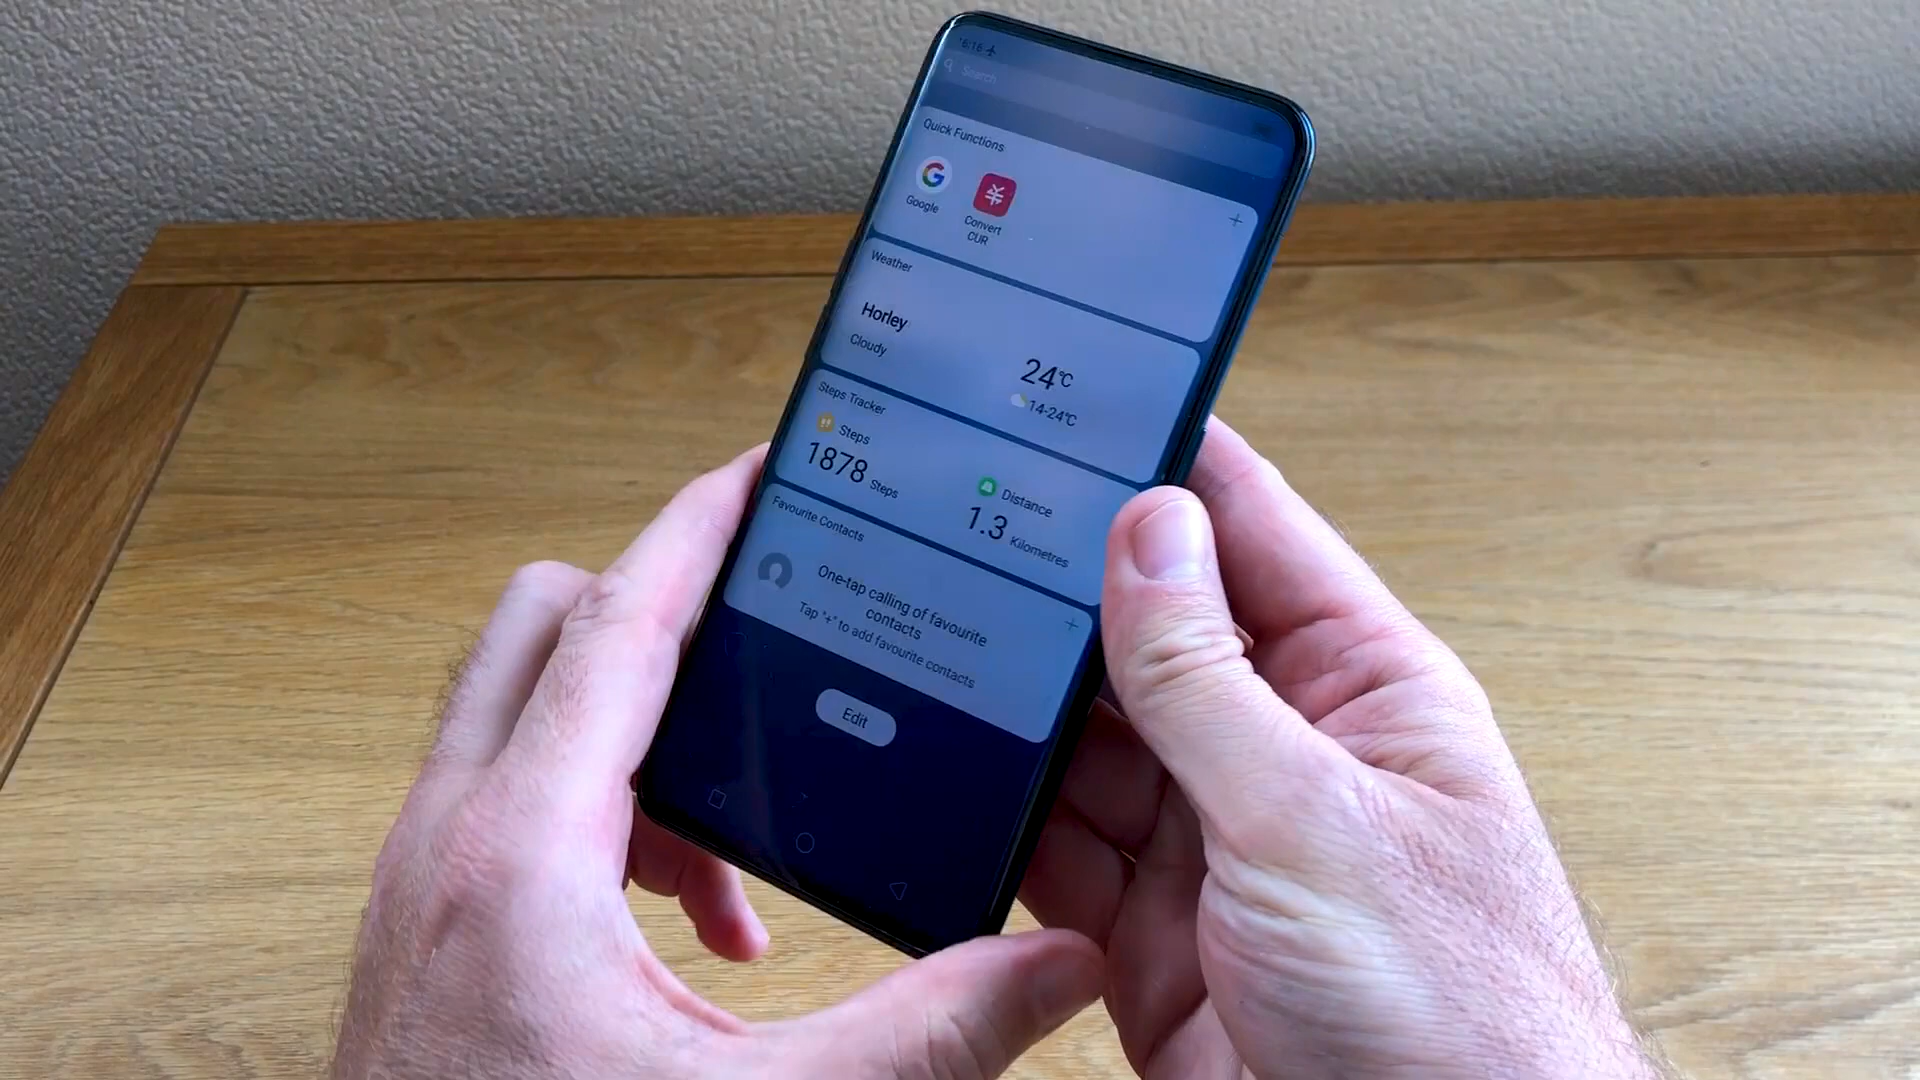 Search
Quick Functions
Google
Convert
CUR
Weather
Horley
Cloudy
24°C
14-24°C
Steps Tracker
Steps
1878 Steps
Distance
1.3 Kilometres
Favourite Contacts
One-tap calling of favourite
contacts
Tap "+" to add favourite contacts
Edit